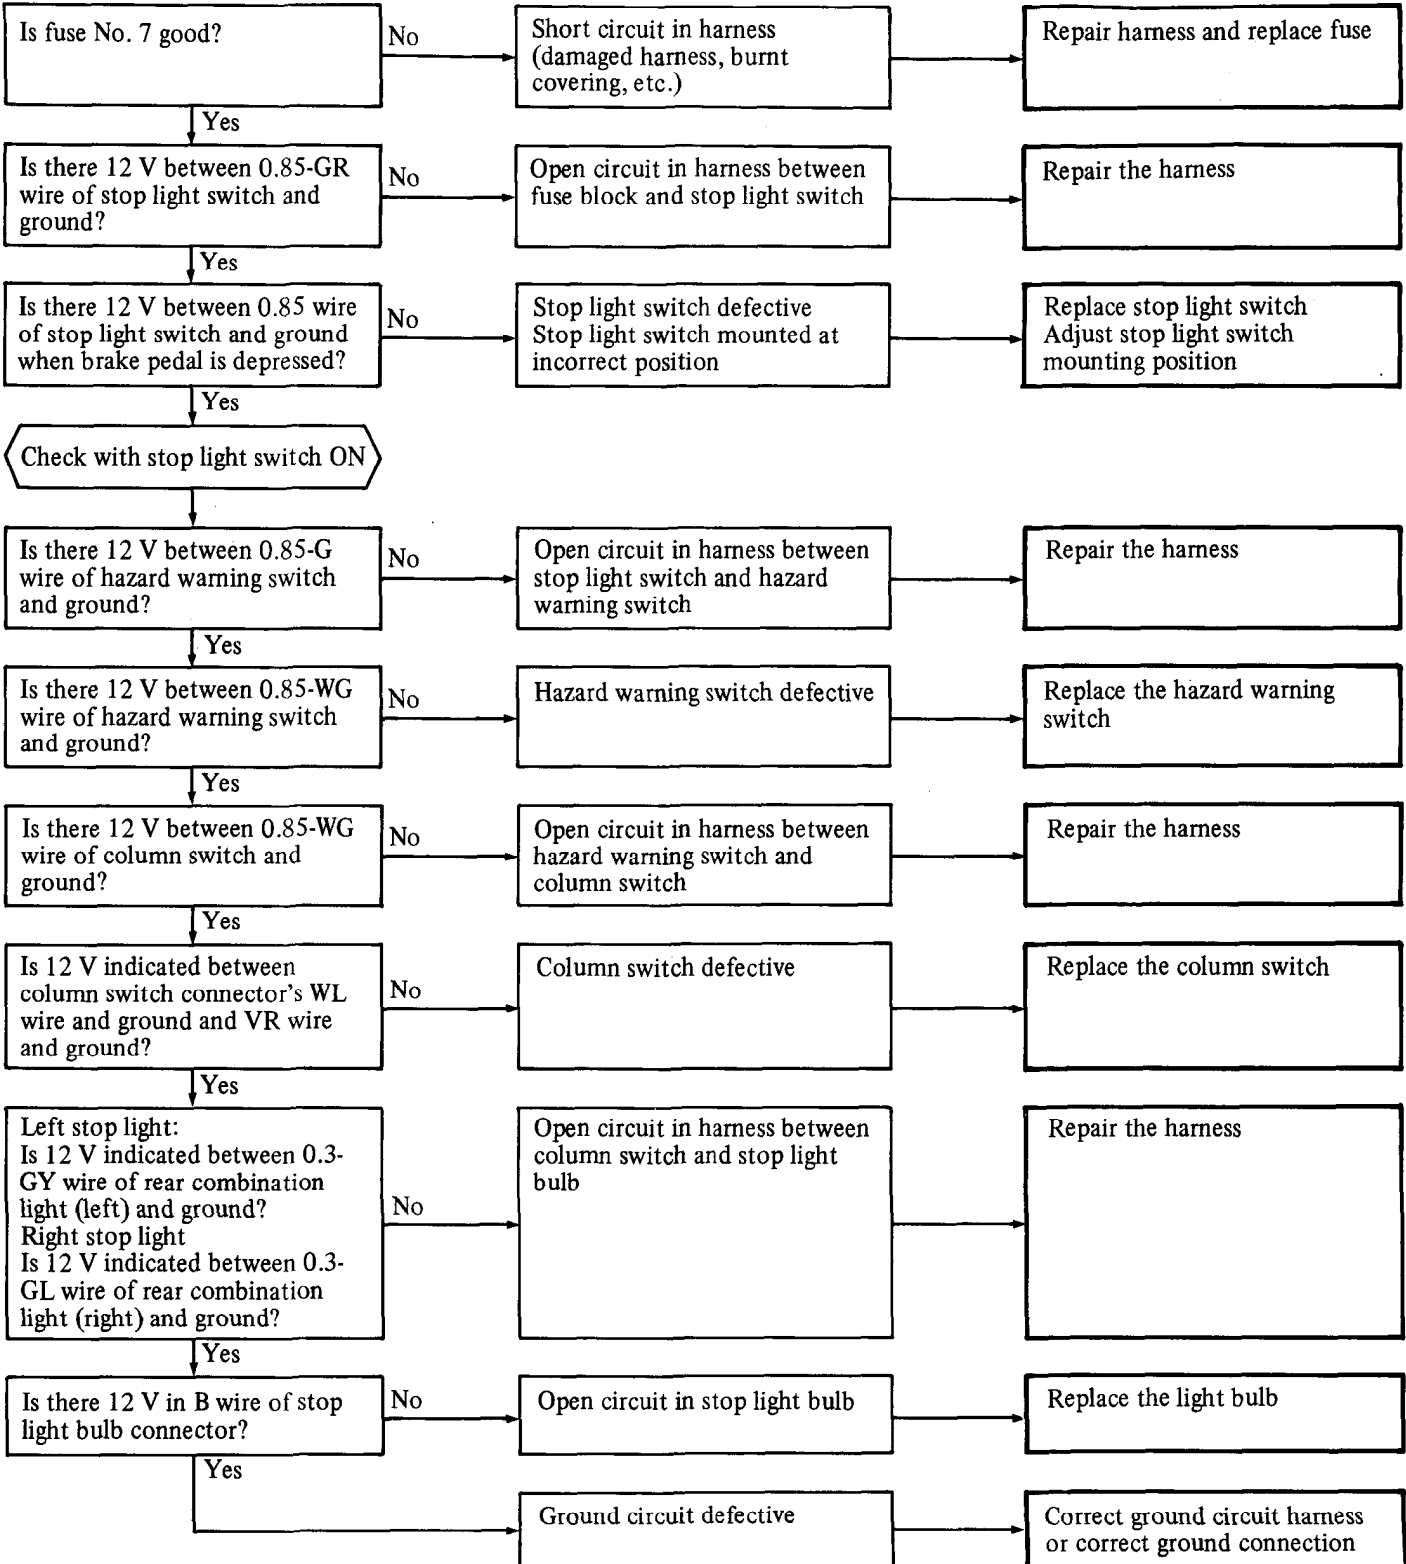 Is fuse No. 7 good?
No
Short circuit in harness
(damaged harness, burnt
covering, etc.)
Repair harness and replace fuse
Yes
Is there 12 V between 0.85-GR
wire of stop light switch and
ground?
No
Open circuit in harness between
fuse block and stop light switch
Repair the harness
Yes
Is there 12 V between 0.85 wire
of stop light switch and ground
when brake pedal is depressed?
No
Stop light switch defective
Stop light switch mounted at
incorrect position
Replace stop light switch
Adjust stop light switch
mounting position
Yes
Check with stop light switch ON
Is there 12 V between 0.85-G
wire of hazard warning switch
and ground?
No
Open circuit in harness between
stop light switch and hazard
warning switch
Repair the harness
Yes
Is there 12 V between 0.85-WG
wire of hazard warning switch
and ground?
No
Hazard warning switch defective
Replace the hazard warning
switch
Yes
Is there 12 V between 0.85-WG
wire of column switch and
ground?
No
Open circuit in harness between
hazard warning switch and
column switch
Repair the harness
Yes
Is 12 V indicated between
column switch connector's WL
wire and ground and VR wire
and ground?
No
Column switch defective
Replace the column switch
Yes
Left stop light:
Is 12 V indicated between 0.3-
GY wire of rear combination
light (left) and ground?
Right stop light
Is 12 V indicated between 0.3-
GL wire of rear combination
light (right) and ground?
No
Open circuit in harness between
column switch and stop light
bulb
Repair the harness
Yes
Is there 12 V in B wire of stop
light bulb connector?
No
Open circuit in stop light bulb
Replace the light bulb
Yes
Ground circuit defective
Correct ground circuit harness
or correct ground connection